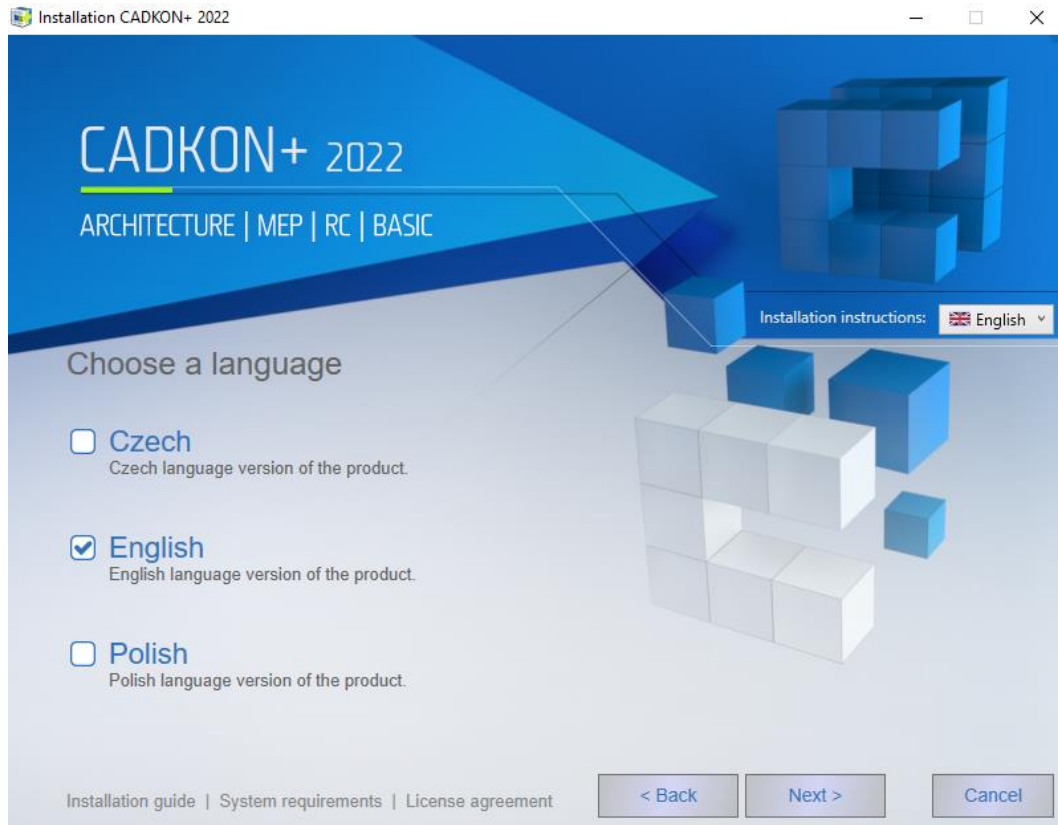 Installation CADKON+ 2022
CADKON+ 2022
ARCHITECTURE | MEP | RC | BASIC
Installation instructions: English
Choose a language
Czech
Czech language version of the product.
English
English language version of the product.
Polish
Polish language version of the product.
Installation guide | System requirements | License agreement
< Back Next > Cancel